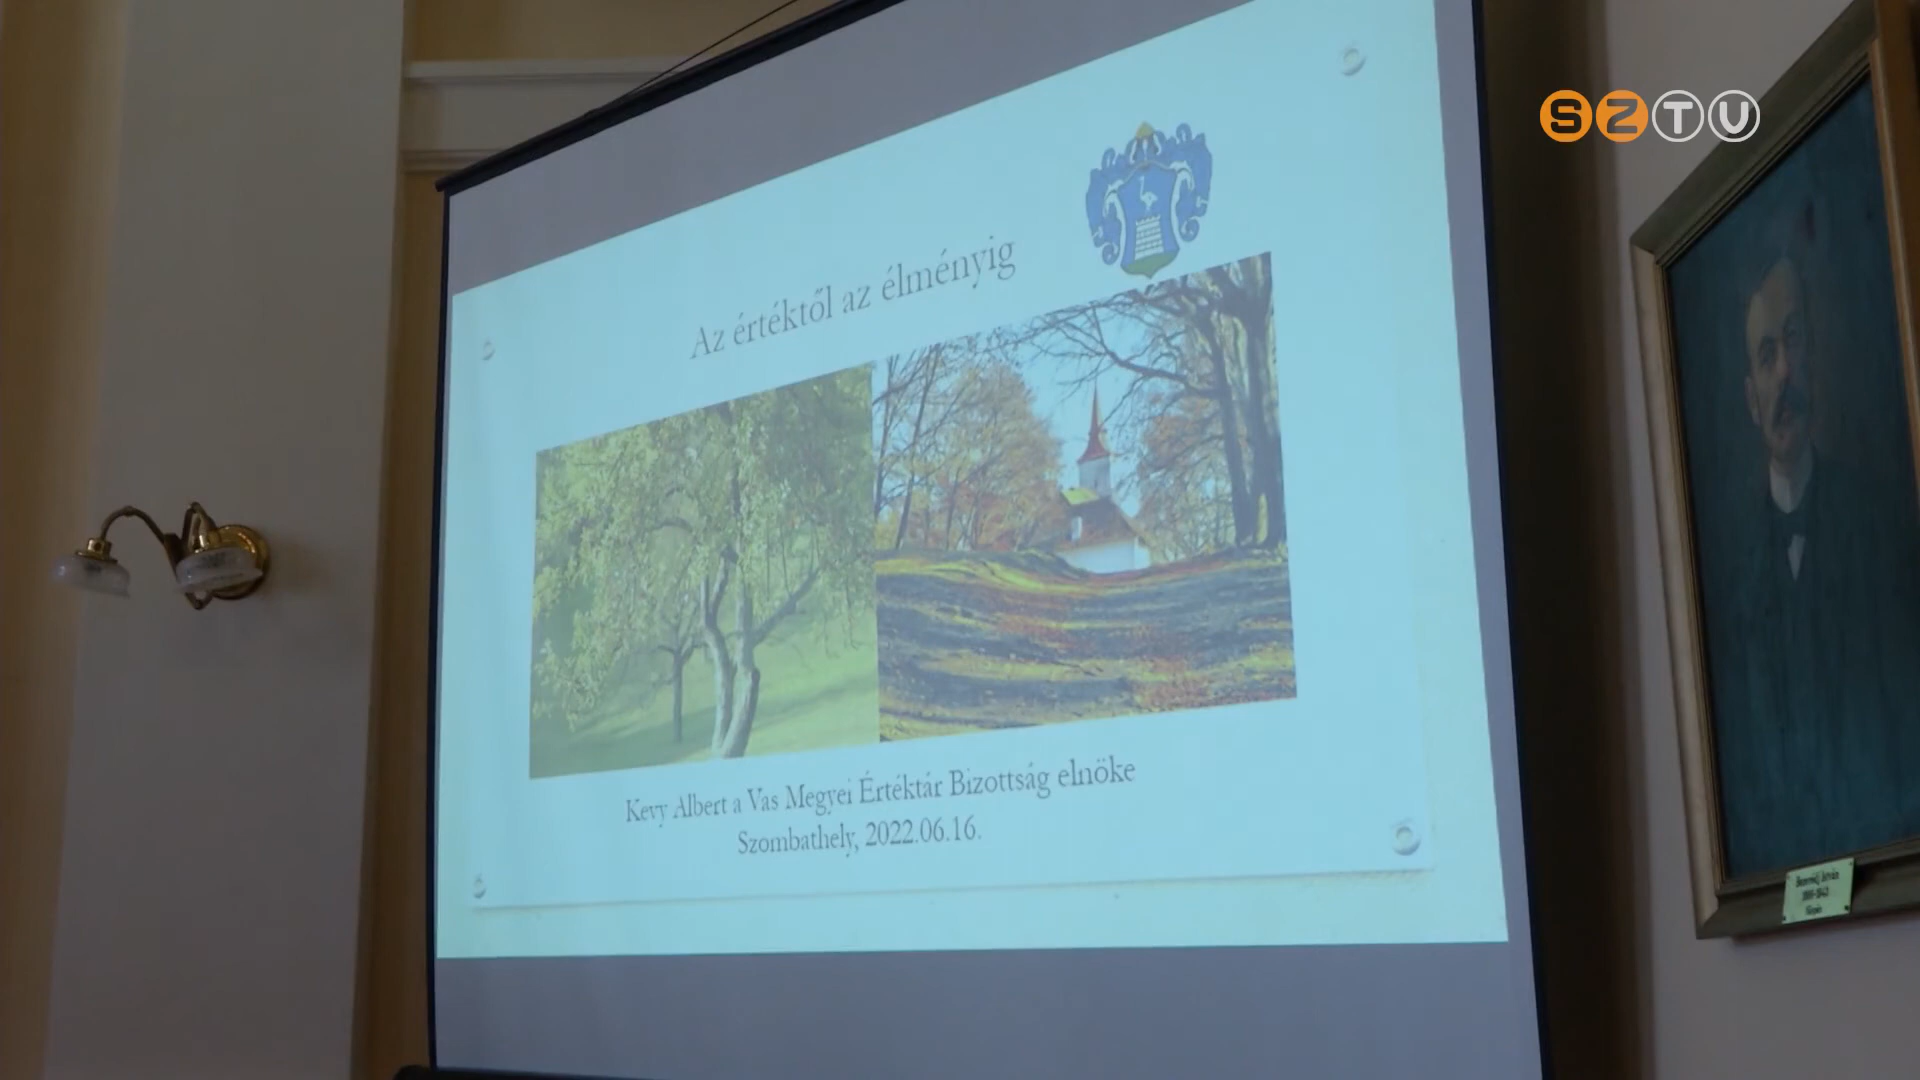 SZTV
Az értéktől az élményig
Kevy Albert a Vas Megyei Értéktár Bizottság elnöke
Szombathely, 2022.06.16.